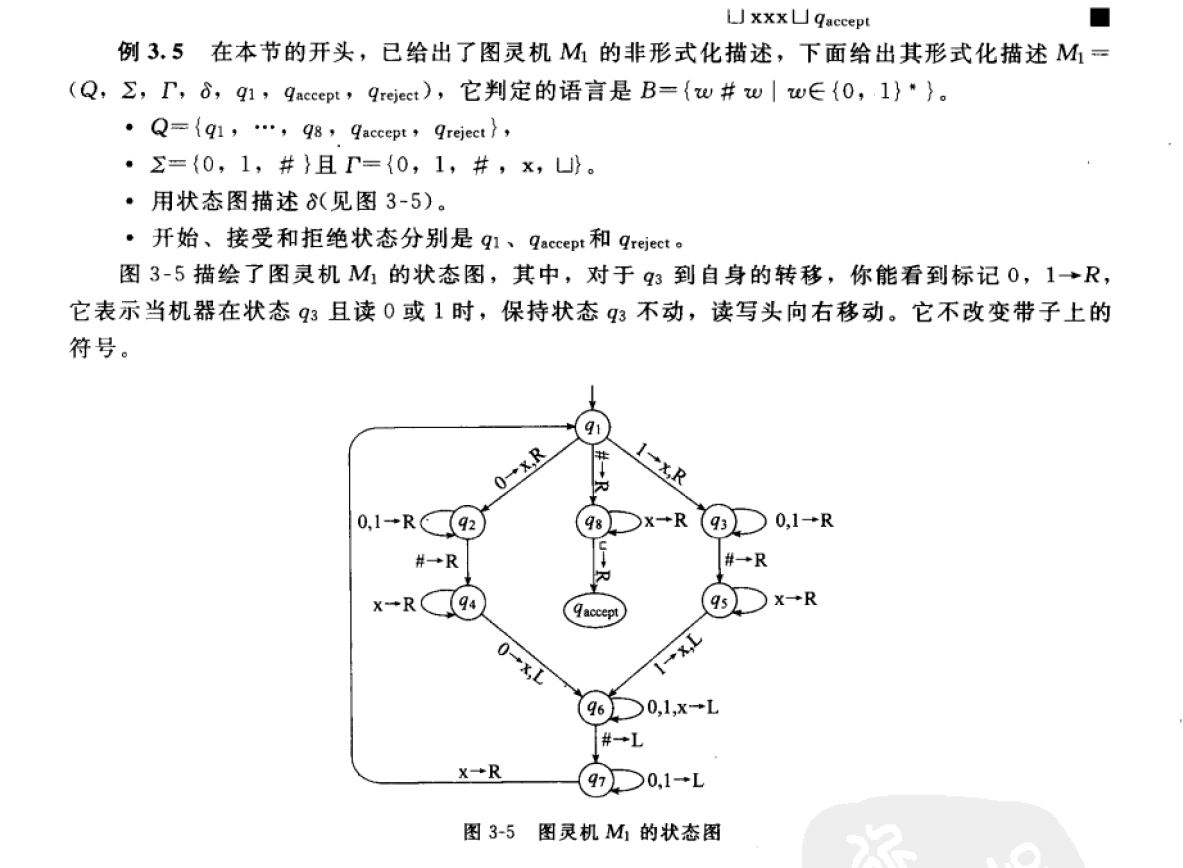 ⊔xxx⊔q_accept
例 3.5 在本节的开头，已给出了图灵机 M₁ 的非形式化描述，下面给出其形式化描述 M₁＝
(Q，Σ，Γ，δ，q₁，q_accept，q_reject)，它判定的语言是 B＝{w＃w｜w∈{0，1}*}。
• Q＝{q₁，…，q₈，q_accept，q_reject}，
• Σ＝{0，1，＃}且 Γ＝{0，1，＃，x，⊔}。
• 用状态图描述 δ(见图 3-5)。
• 开始、接受和拒绝状态分别是 q₁、q_accept和 q_reject。
图 3-5 描绘了图灵机 M₁ 的状态图，其中，对于 q₃ 到自身的转移，你能看到标记 0，1→R，
它表示当机器在状态 q₃ 且读 0 或 1 时，保持状态 q₃ 不动，读写头向右移动。它不改变带子上的
符号。
q₁
0→x,R
#→R
1→x,R
0,1→R
q₂
q₈
x→R
q₃
0,1→R
#→R
⊔→R
#→R
x→R
q₄
q_accept
q₅
x→R
0→x,L
1→x,L
q₆
0,1,x→L
#→L
x→R
q₇
0,1→L
图 3-5 图灵机 M₁ 的状态图